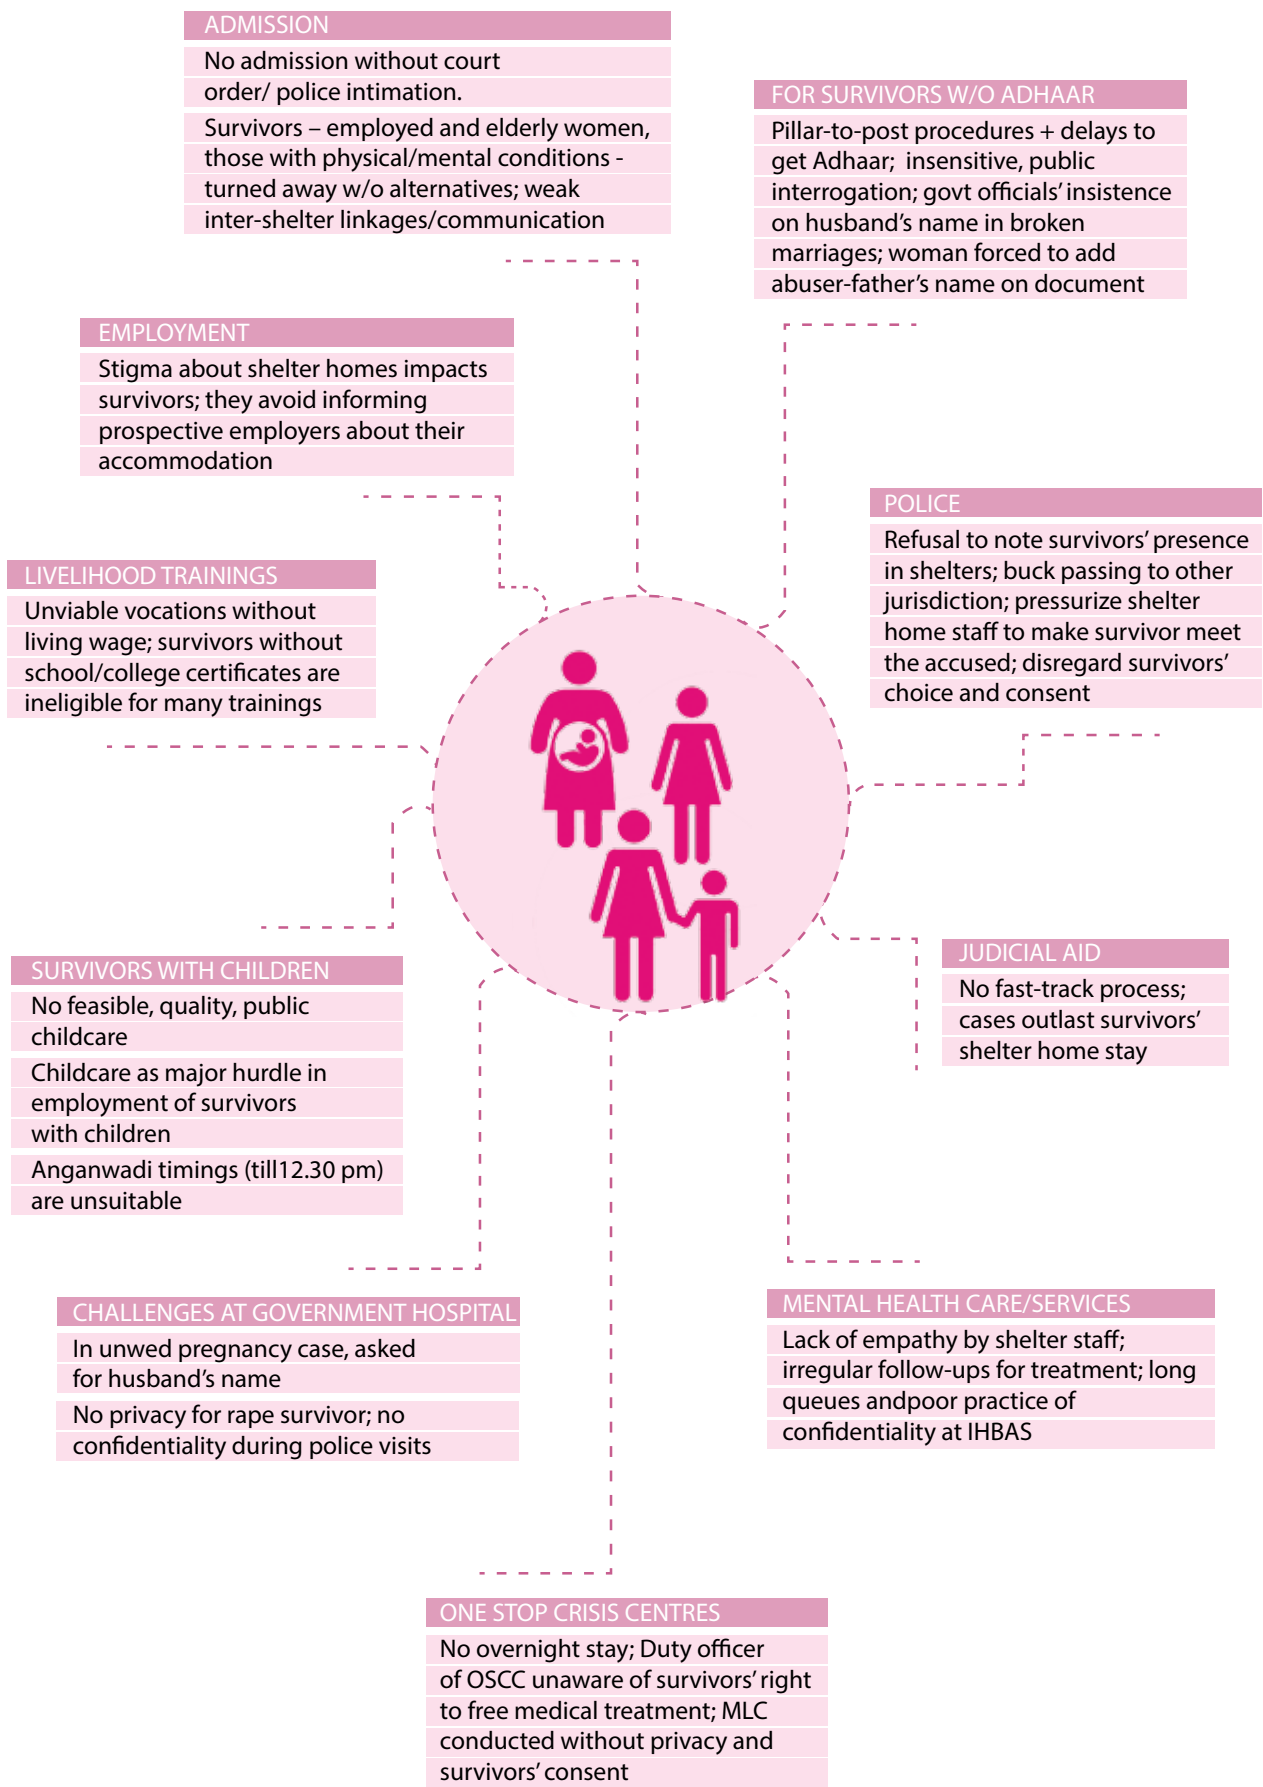 ADMISSION
No admission without court
order/ police intimation.
Survivors – employed and elderly women,
those with physical/mental conditions -
turned away w/o alternatives; weak
inter-shelter linkages/communication
FOR SURVIVORS W/O ADHAAR
Pillar-to-post procedures + delays to
get Adhaar;  insensitive, public
interrogation; govt officials’ insistence
on husband’s name in broken
marriages; woman forced to add
abuser-father’s name on document
EMPLOYMENT
Stigma about shelter homes impacts
survivors; they avoid informing
prospective employers about their
accommodation
POLICE
Refusal to note survivors’ presence
in shelters; buck passing to other
jurisdiction; pressurize shelter
home staff to make survivor meet
the accused; disregard survivors’
choice and consent
LIVELIHOOD TRAININGS
Unviable vocations without
living wage; survivors without
school/college certificates are
ineligible for many trainings
JUDICIAL AID
No fast-track process;
cases outlast survivors’
shelter home stay
SURVIVORS WITH CHILDREN
No feasible, quality, public
childcare
Childcare as major hurdle in
employment of survivors
with children
Anganwadi timings (till12.30 pm)
are unsuitable
CHALLENGES AT GOVERNMENT HOSPITAL
In unwed pregnancy case, asked
for husband’s name
No privacy for rape survivor; no
confidentiality during police visits
MENTAL HEALTH CARE/SERVICES
Lack of empathy by shelter staff;
irregular follow-ups for treatment; long
queues andpoor practice of
confidentiality at IHBAS
ONE STOP CRISIS CENTRES
No overnight stay; Duty officer
of OSCC unaware of survivors’ right
to free medical treatment; MLC
conducted without privacy and
survivors’ consent